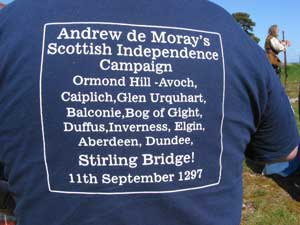 Andrew de Moray's
Scottish Independence
Campaign
Ormond Hill -Avoch,
Caiplich,Glen Urquhart,
Balconie,Bog of Gight,
Duffus,Inverness, Elgin,
Aberdeen, Dundee,
Stirling Bridge!
11th September 1297